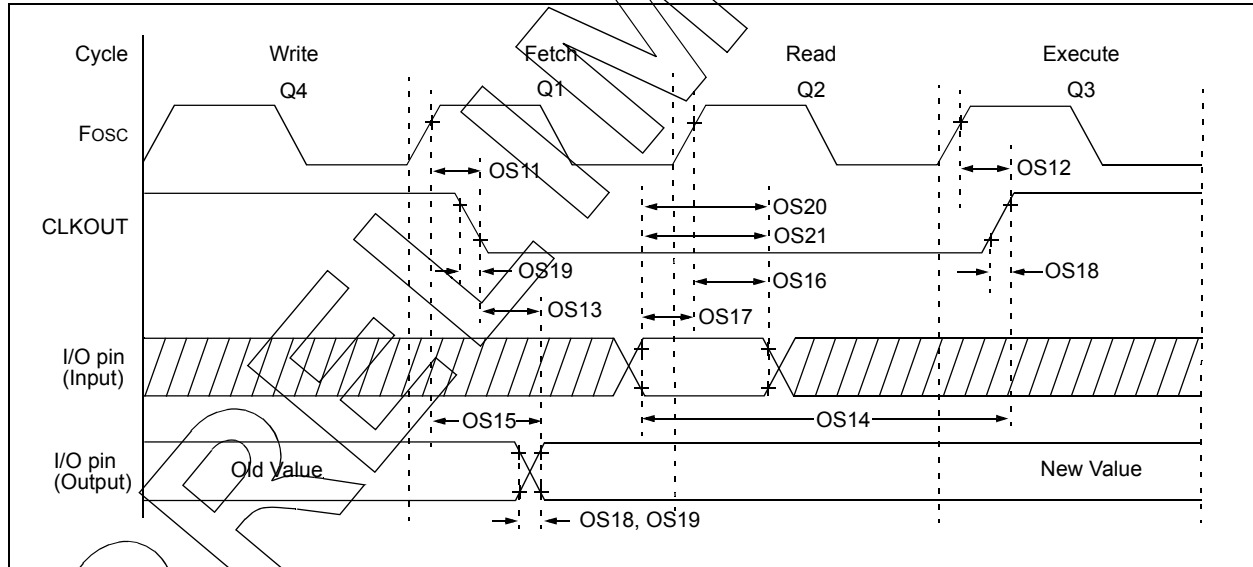 Cycle Write Fetch Read Execute
Q4 Q1 Q2 Q3
FOSC
OS11 OS12
CLKOUT
OS20
OS21
OS19 OS16 OS18
OS13 OS17
I/O pin
(Input)
OS15 OS14
I/O pin
(Output)
Old Value New Value
OS18, OS19
PRELIM